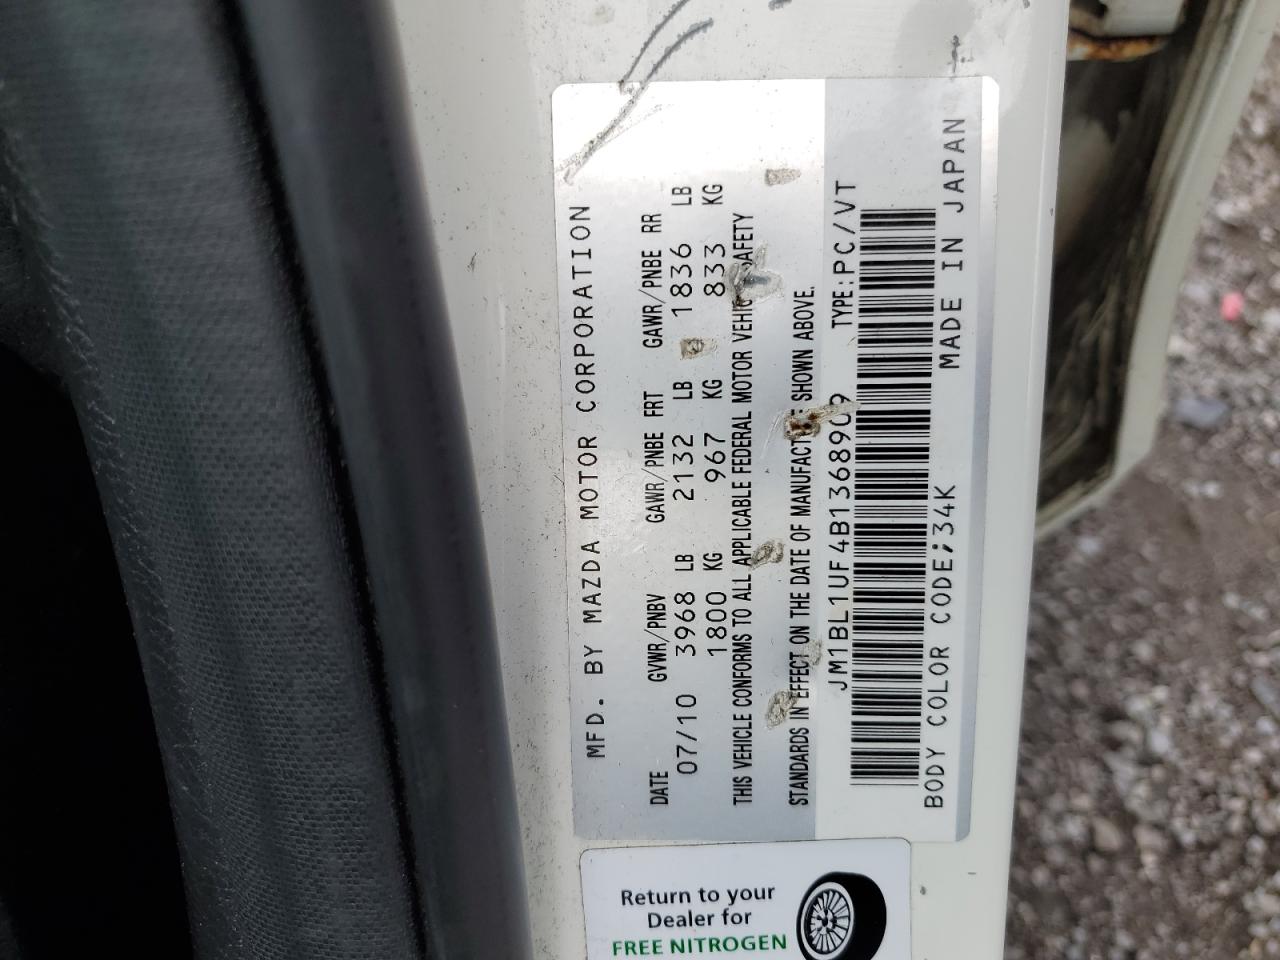 MFD. BY MAZDA MOTOR CORPORATION
DATE GVWR/PNBV GAWR/PNBE FRT GAWR/PNBE RR
07/10 3968 LB 2132 LB 1836 LB
1800 KG 967 KG 833 KG
THIS VEHICLE CONFORMS TO ALL APPLICABLE FEDERAL MOTOR SAFETY
STANDARDS IN EFFECT ON THE DATE OF SHOWN ABOVE.
JM1BL1UF4B1368909 TYPE:PC/VT
BODY COLOR CODE;34K MADE IN JAPAN
Return to your
Dealer for
FREE NITROGEN